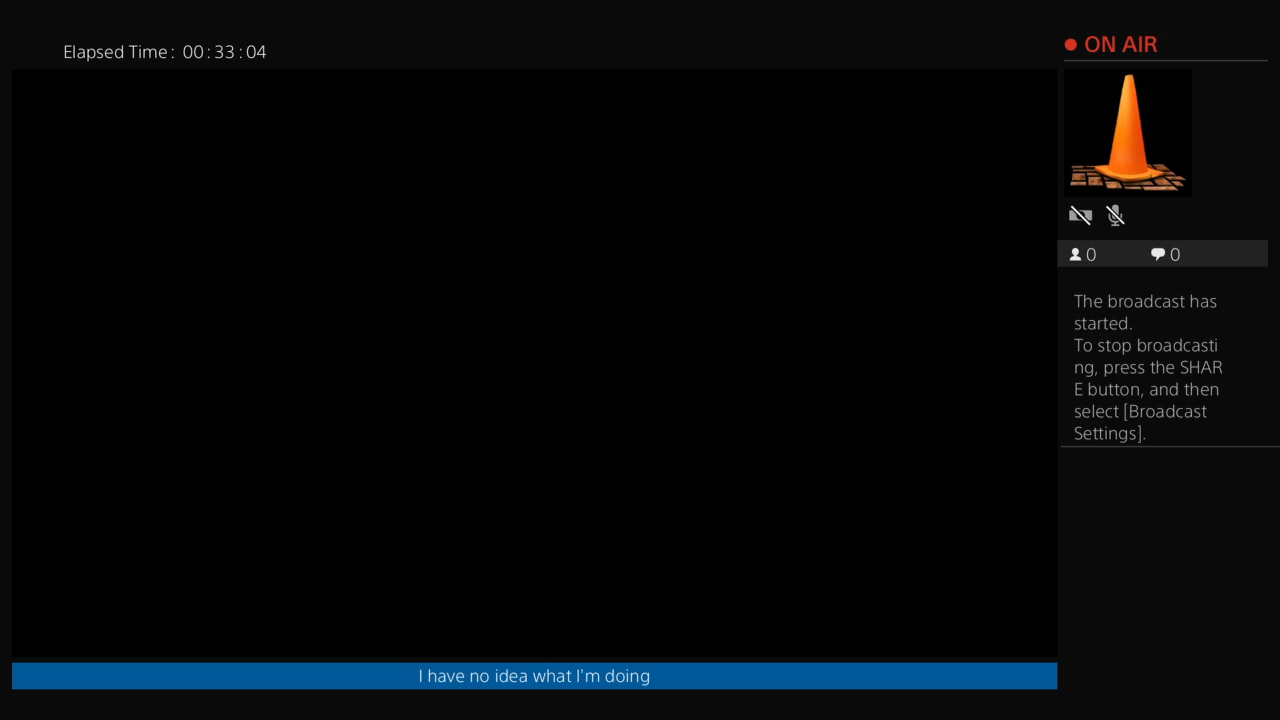 Elapsed Time: 00:33:04
ON AIR
0 0
The broadcast has
started.
To stop broadcasti
ng, press the SHAR
E button, and then
select [Broadcast
Settings].
I have no idea what I'm doing